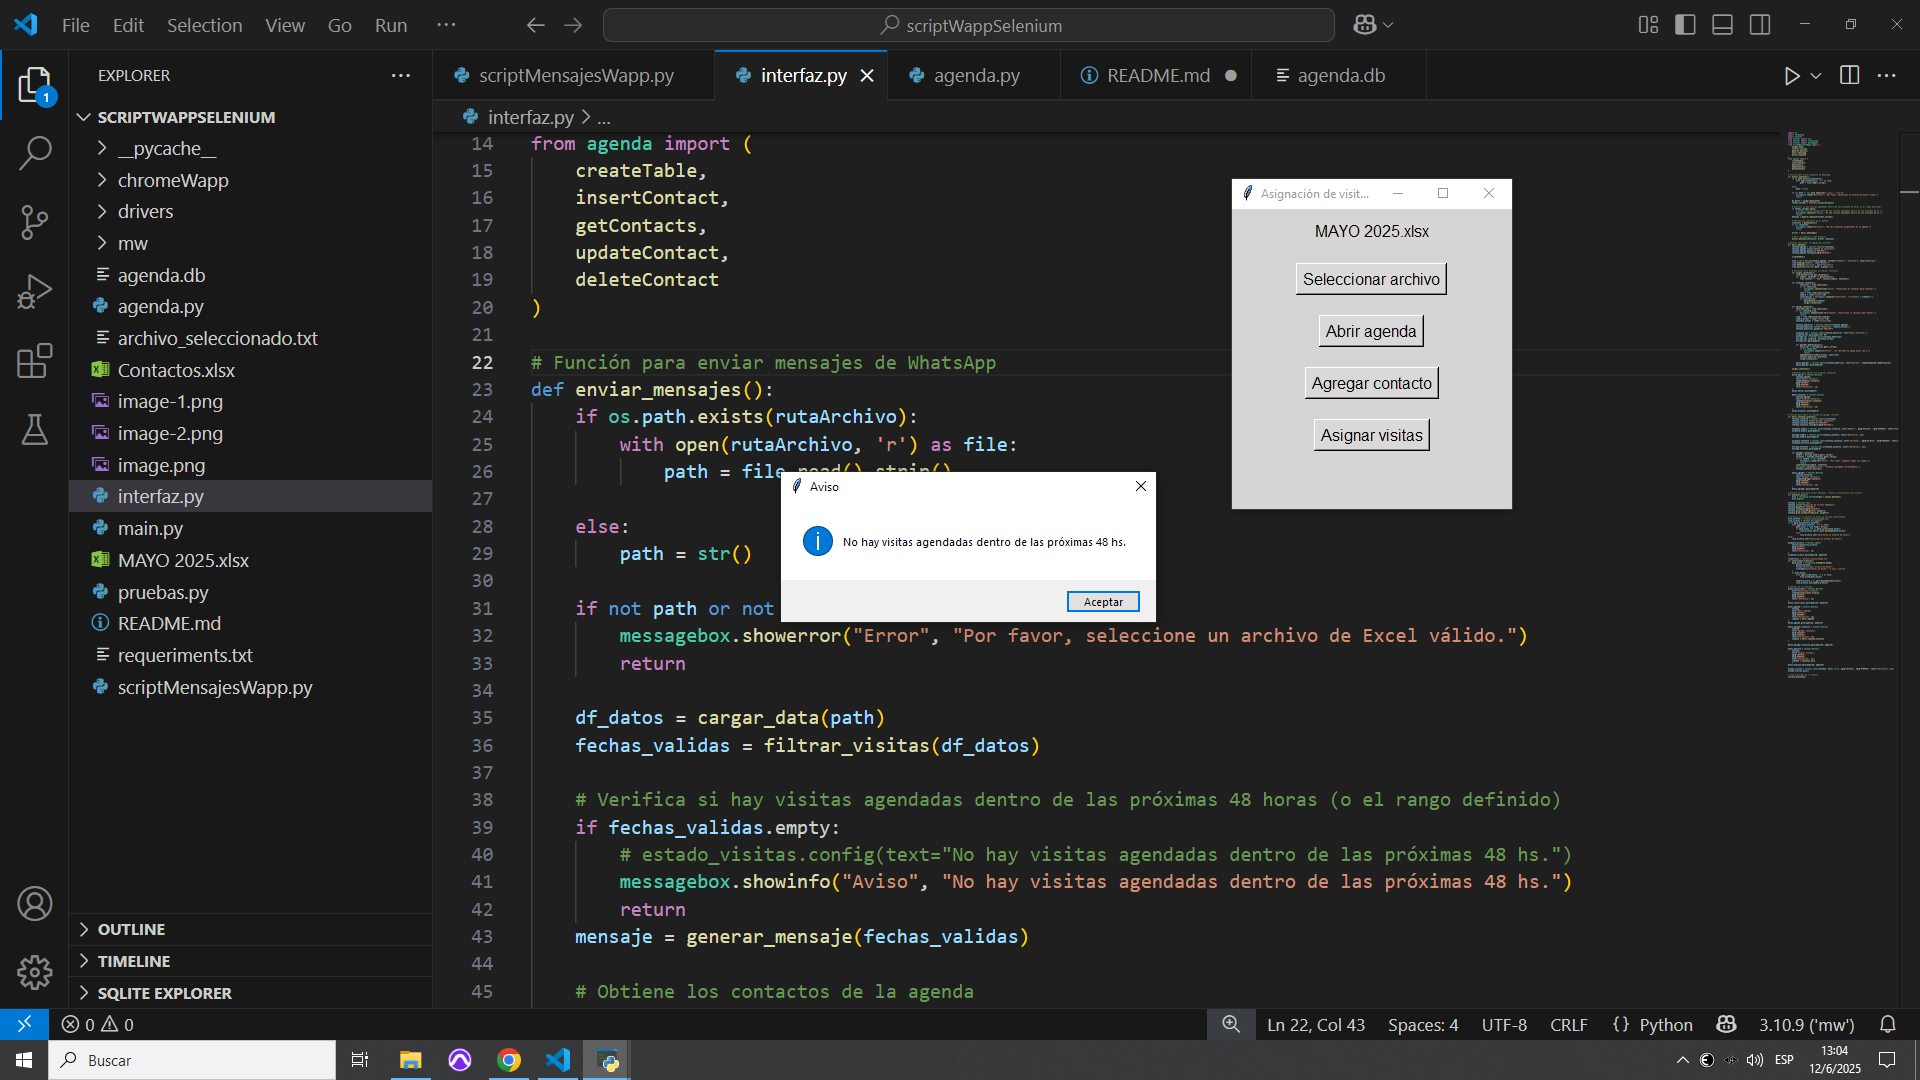 File Edit Selection View Go Run ···
scriptWappSelenium
EXPLORER
SCRIPTWAPPSELENIUM
__pycache__
chromeWapp
drivers
mw
agenda.db
agenda.py
archivo_seleccionado.txt
Contactos.xlsx
image-1.png
image-2.png
image.png
interfaz.py
main.py
MAYO 2025.xlsx
pruebas.py
README.md
requeriments.txt
scriptMensajesWapp.py
OUTLINE
TIMELINE
SQLITE EXPLORER
1
scriptMensajesWapp.py interfaz.py agenda.py README.md agenda.db
interfaz.py > ...
14 from agenda import (
15 createTable,
16 insertContact,
17 getContacts,
18 updateContact,
19 deleteContact
20 )
21
22 # Función para enviar mensajes de WhatsApp
23 def enviar_mensajes():
24 if os.path.exists(rutaArchivo):
25 with open(rutaArchivo, 'r') as file:
26 path = file.read().strip()
27
28 else:
29 path = str()
30
31 if not path or not
32 messagebox.showerror("Error", "Por favor, seleccione un archivo de Excel válido.")
33 return
34
35 df_datos = cargar_data(path)
36 fechas_validas = filtrar_visitas(df_datos)
37
38 # Verifica si hay visitas agendadas dentro de las próximas 48 horas (o el rango definido)
39 if fechas_validas.empty:
40 # estado_visitas.config(text="No hay visitas agendadas dentro de las próximas 48 hs.")
41 messagebox.showinfo("Aviso", "No hay visitas agendadas dentro de las próximas 48 hs.")
42 return
43 mensaje = generar_mensaje(fechas_validas)
44
45 # Obtiene los contactos de la agenda
Asignación de visit...
MAYO 2025.xlsx
Seleccionar archivo
Abrir agenda
Agregar contacto
Asignar visitas
Aviso
No hay visitas agendadas dentro de las próximas 48 hs.
Aceptar
0 0
Ln 22, Col 43 Spaces: 4 UTF-8 CRLF {} Python 3.10.9 ('mw')
Buscar
ESP
13:04
12/6/2025